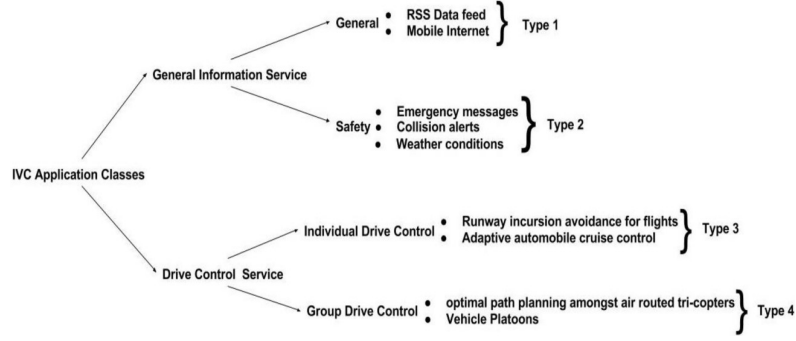 General
• RSS Data feed
• Mobile Internet
} Type 1
General Information Service
Safety
• Emergency messages
• Collision alerts
• Weather conditions
} Type 2
IVC Application Classes
Individual Drive Control
• Runway incursion avoidance for flights
• Adaptive automobile cruise control
} Type 3
Drive Control Service
Group Drive Control
• optimal path planning amongst air routed tri-copters
• Vehicle Platoons
} Type 4